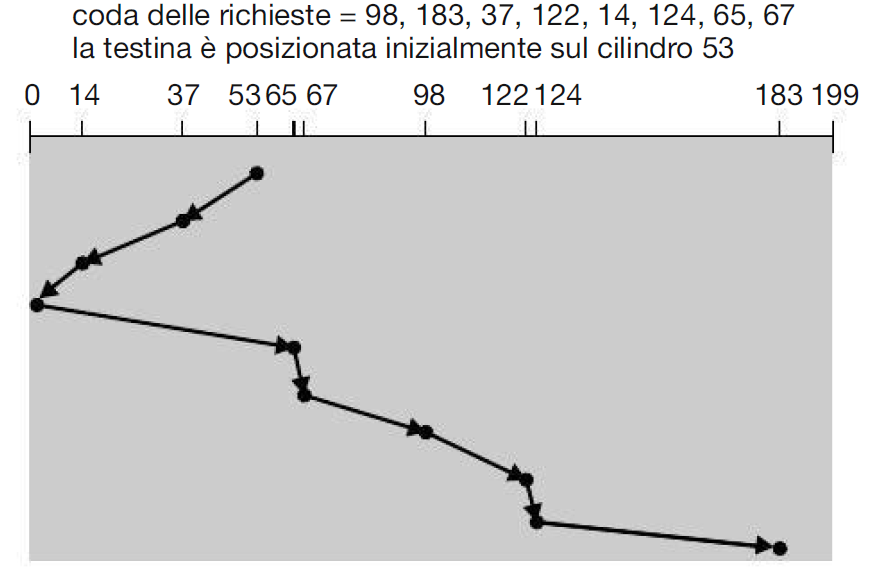 coda delle richieste = 98, 183, 37, 122, 14, 124, 65, 67
la testina è posizionata inizialmente sul cilindro 53
0 14 37 53 65 67 98 122 124 183 199